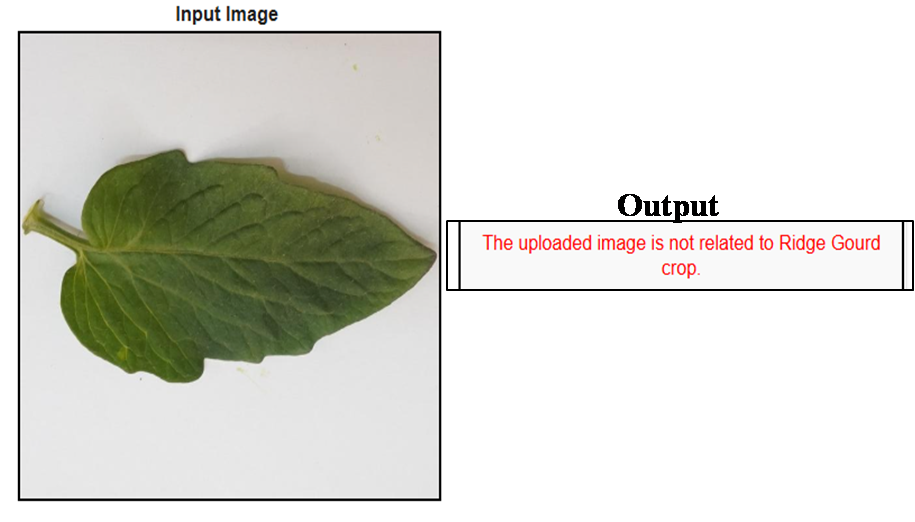 Input Image
Output
The uploaded image is not related to Ridge Gourd
crop.